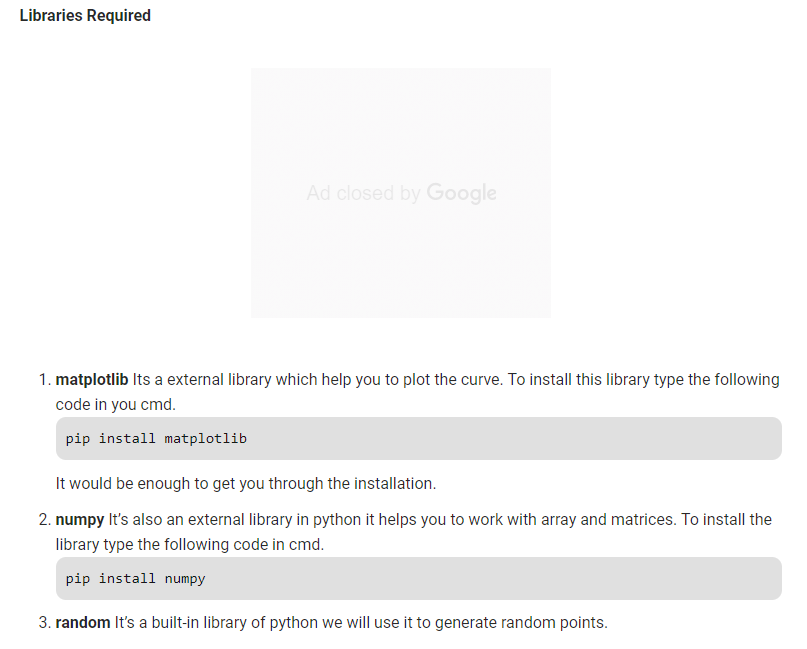 Libraries Required
Ad closed by Google
1. matplotlib Its a external library which help you to plot the curve. To install this library type the following
code in you cmd.
pip install matplotlib
It would be enough to get you through the installation.
2. numpy It’s also an external library in python it helps you to work with array and matrices. To install the
library type the following code in cmd.
pip install numpy
3. random It’s a built-in library of python we will use it to generate random points.